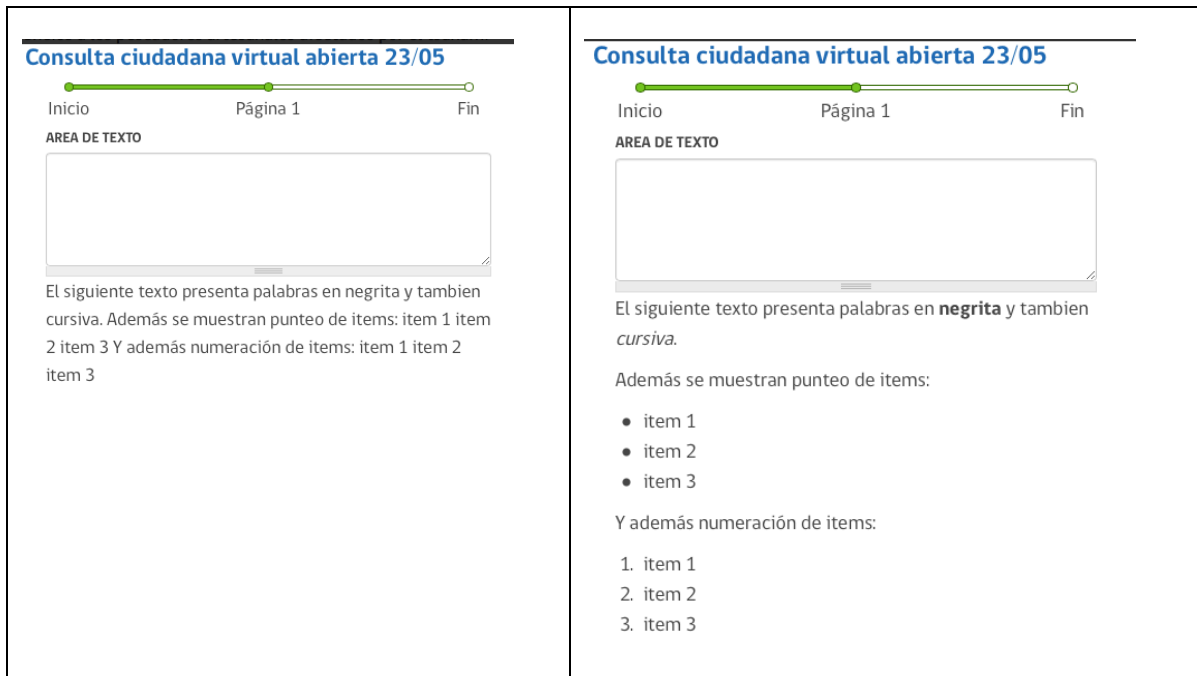 Consulta ciudadana virtual abierta 23/05
Inicio Página 1 Fin
AREA DE TEXTO
El siguiente texto presenta palabras en negrita y tambien
cursiva. Además se muestran punteo de items: item 1 item
2 item 3 Y además numeración de items: item 1 item 2
item 3
Consulta ciudadana virtual abierta 23/05
Inicio Página 1 Fin
AREA DE TEXTO
El siguiente texto presenta palabras en negrita y tambien
cursiva.
Además se muestran punteo de items:
• item 1
• item 2
• item 3
Y además numeración de items:
1. item 1
2. item 2
3. item 3